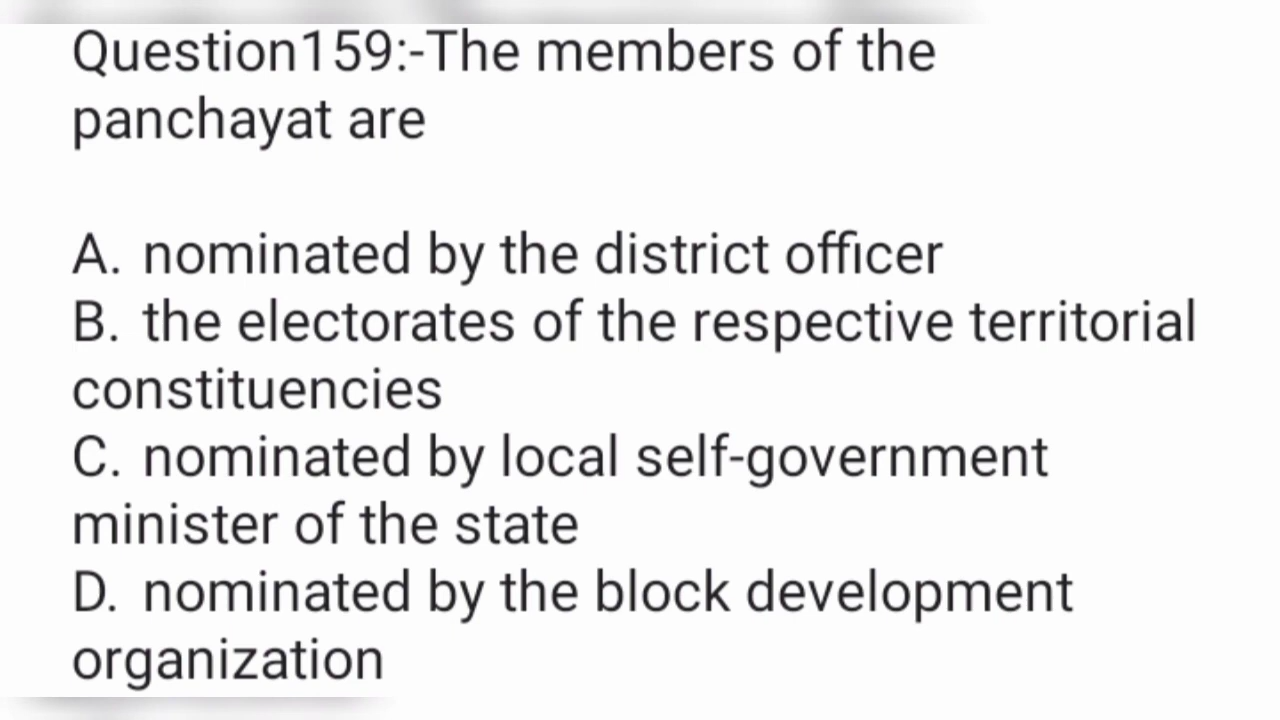 Question159:-The members of the
panchayat are
A. nominated by the district officer
B. the electorates of the respective territorial
constituencies
C. nominated by local self-government
minister of the state
D. nominated by the block development
organization